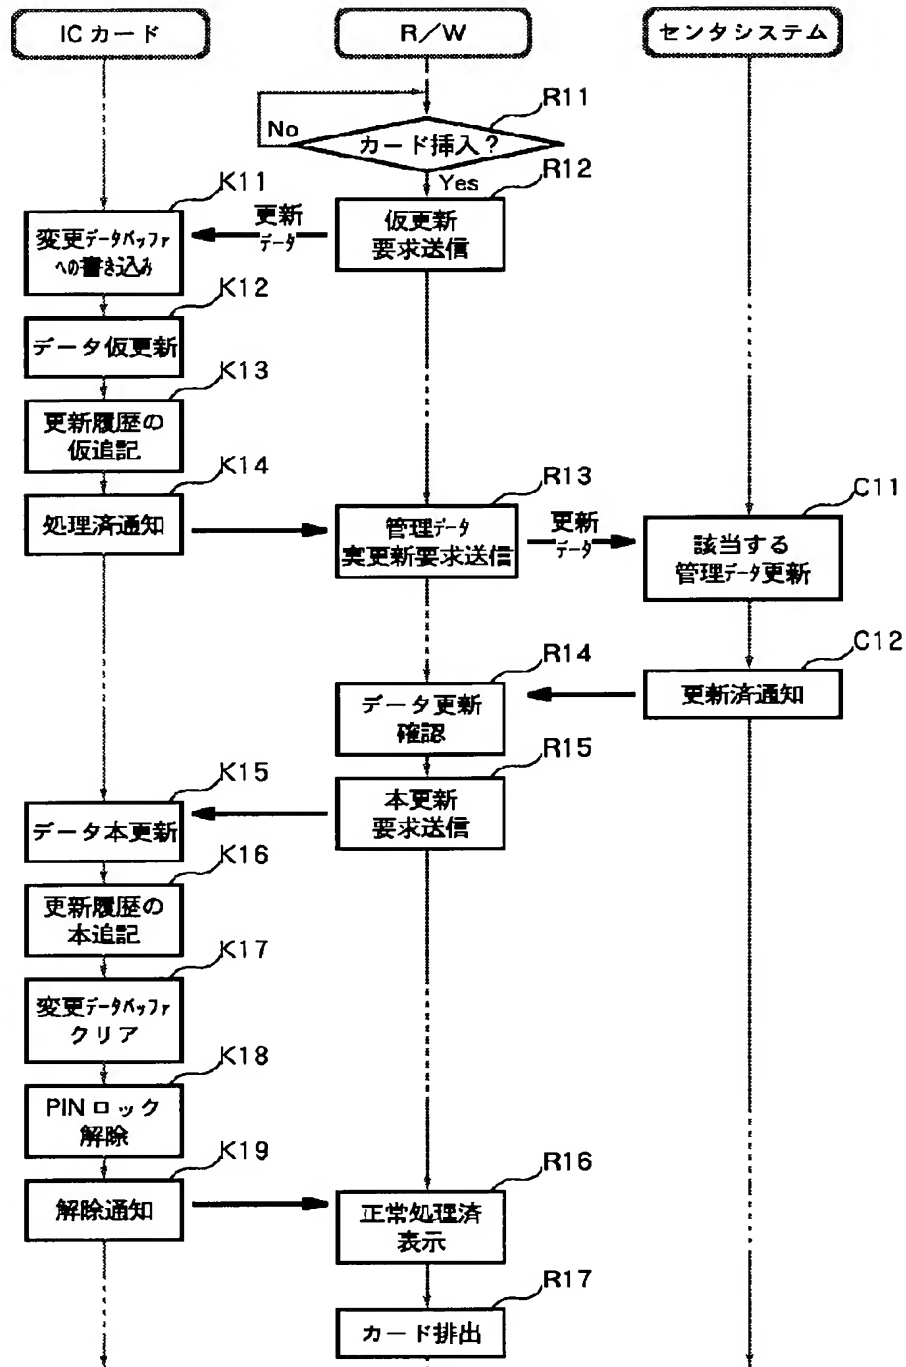 ICカード
R/W
センタシステム
R11
No
カード挿入?
Yes
R12
K11
更新
データ
仮更新
要求送信
変更データバッファ
への書き込み
K12
データ仮更新
K13
更新履歴の
仮追記
K14
処理済通知
R13
管理データ
実更新要求送信
更新
データ
C11
該当する
管理データ更新
C12
更新済通知
R14
データ更新
確認
R15
本更新
要求送信
K15
データ本更新
K16
更新履歴の
本追記
K17
変更データバッファ
クリア
K18
PINロック
解除
K19
解除通知
R16
正常処理済
表示
R17
カード排出